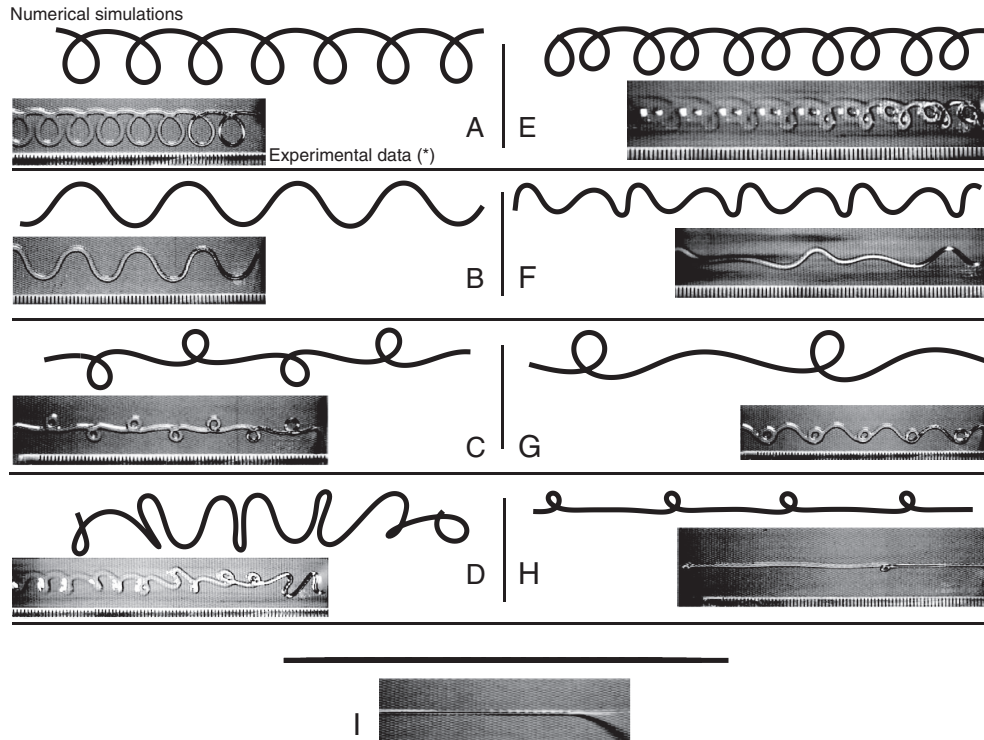 Numerical simulations
A
E
Experimental data (*)
B
F
C
G
D
H
I